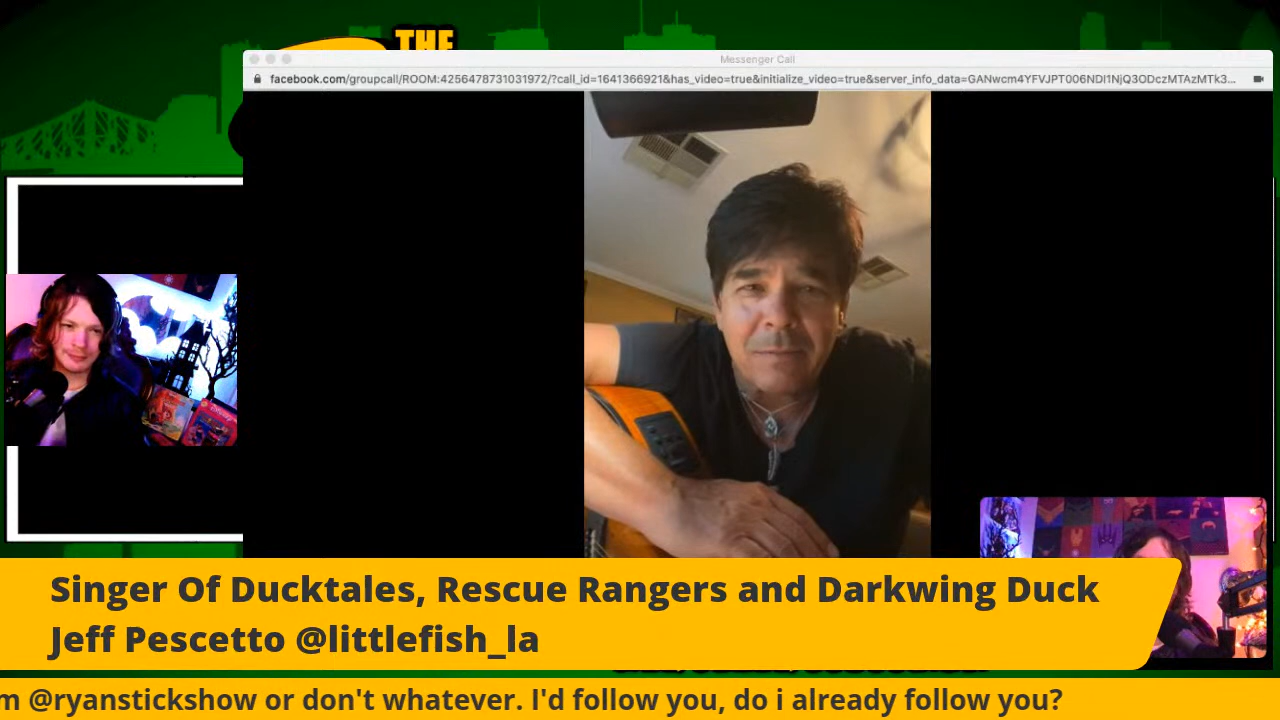 THE
Messenger Call
facebook.com/groupcall/ROOM:4256478731031972/?call_id=1641366921&has_video=true&initialize_video=true&server_info_data=GANwcm4YFVJPT006NDI1NjQ3ODczMTAzMTk3...
Singer Of Ducktales, Rescue Rangers and Darkwing Duck
Jeff Pescetto @littlefish_la
m @ryanstickshow or don't whatever. I'd follow you, do i already follow you?